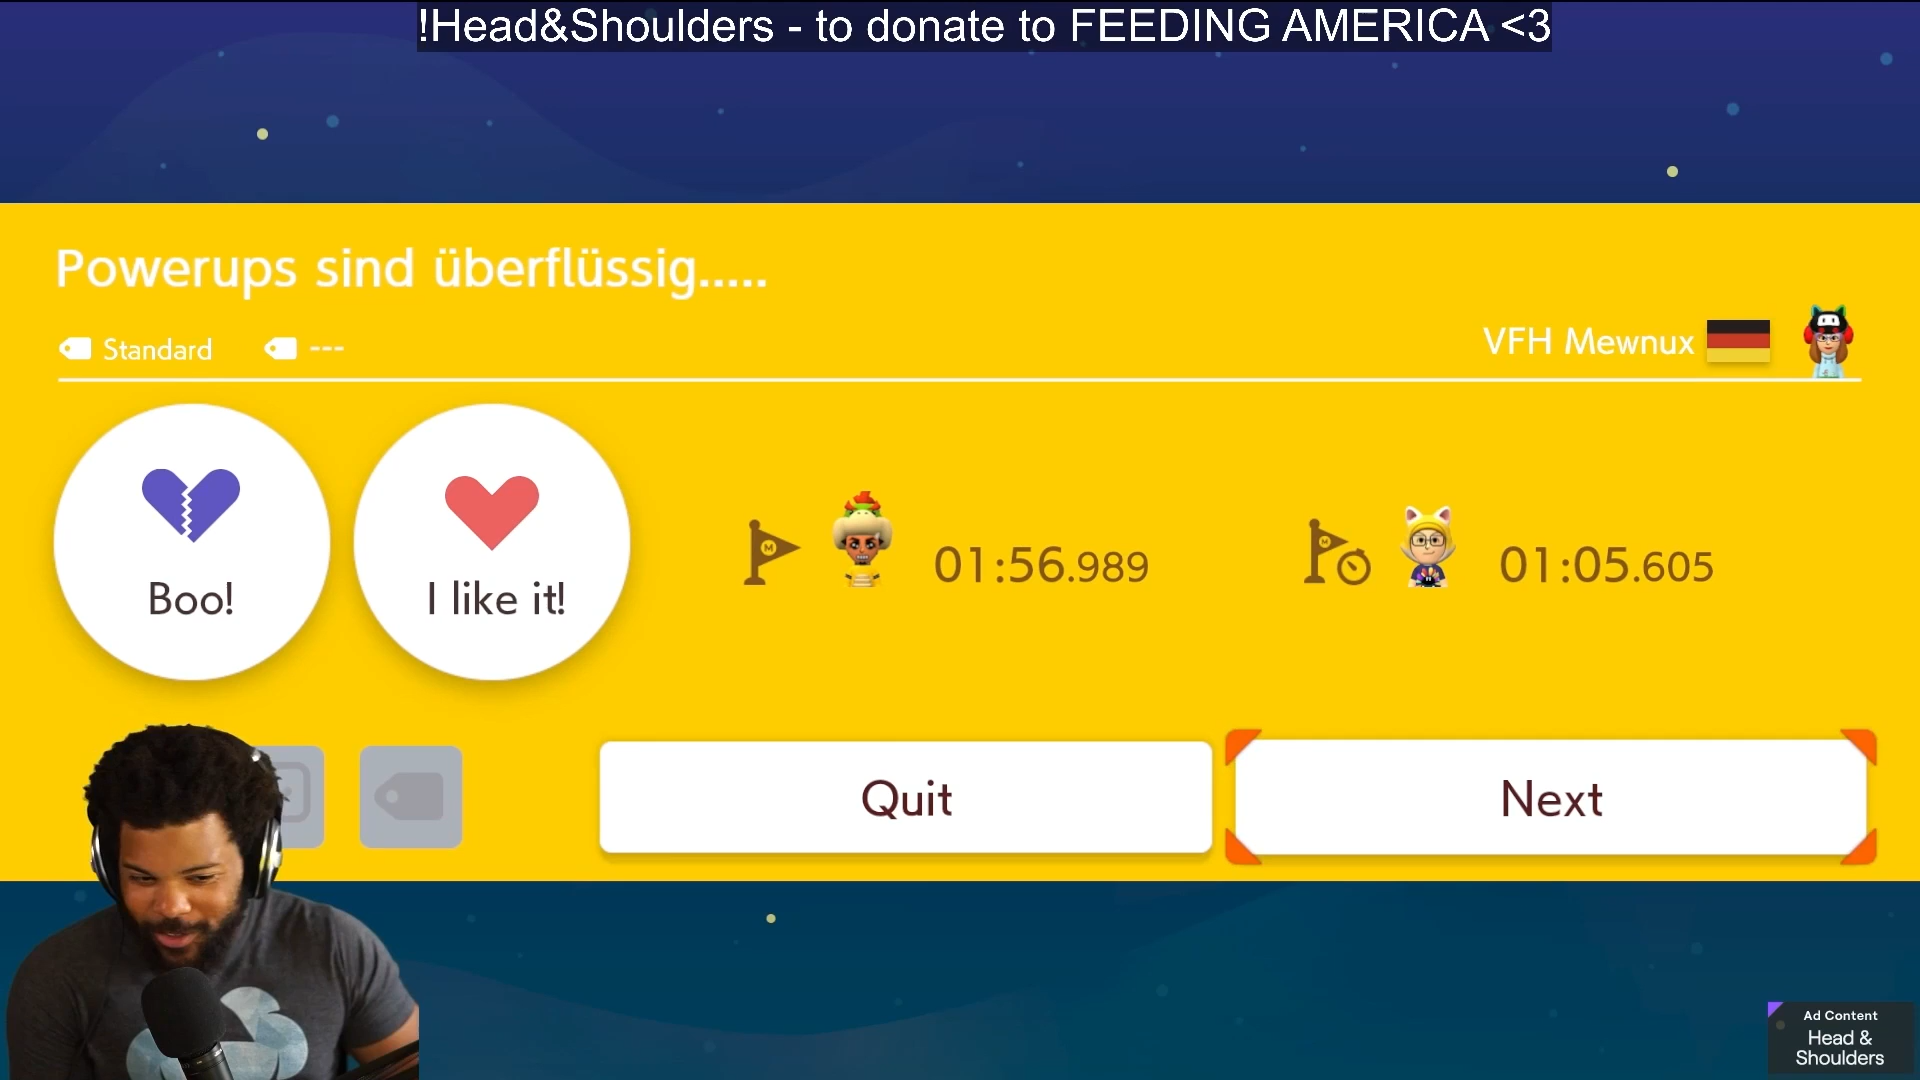 !Head&Shoulders - to donate to FEEDING AMERICA <3
Powerups sind überflüssig.....
Standard
---
VFH Mewnux
Boo!
I like it!
01:56.989
01:05.605
Quit
Next
Ad Content
Head &
Shoulders